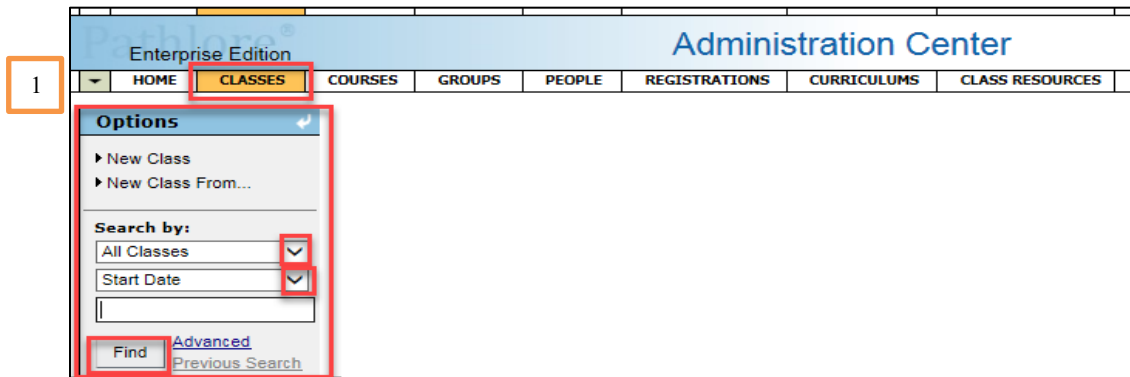 Pathlore®
Enterprise Edition
Administration Center
1
HOME CLASSES COURSES GROUPS PEOPLE REGISTRATIONS CURRICULUMS CLASS RESOURCES
Options
New Class
New Class From...
Search by:
All Classes
Start Date
Find Advanced
Previous Search